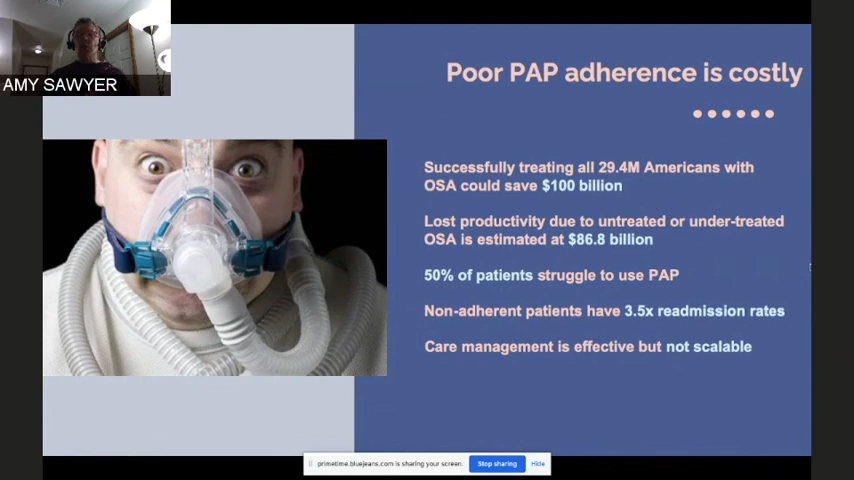 AMY SAWYER
Poor PAP adherence is costly
Successfully treating all 29.4M Americans with
OSA could save $100 billion
Lost productivity due to untreated or under-treated
OSA is estimated at $86.8 billion
50% of patients struggle to use PAP
Non-adherent patients have 3.5x readmission rates
Care management is effective but not scalable
primetime.bluejeans.com is sharing your screen. Stop sharing Hide